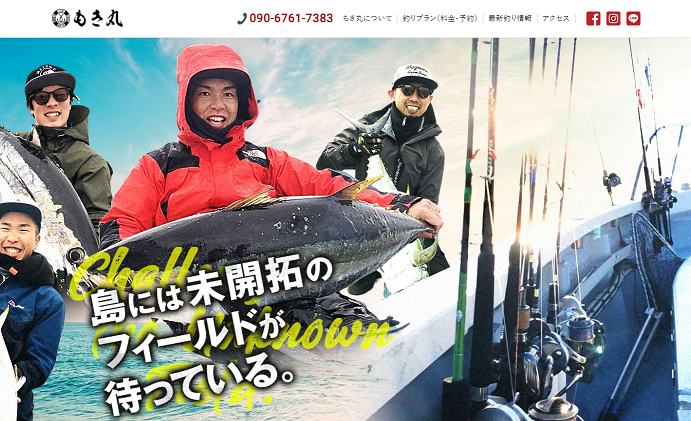 もき丸
090-6761-7383
もき丸について
釣りプラン(料金・予約)
最新釣り情報
アクセス
島には未開拓の
フィールドが
待っている。